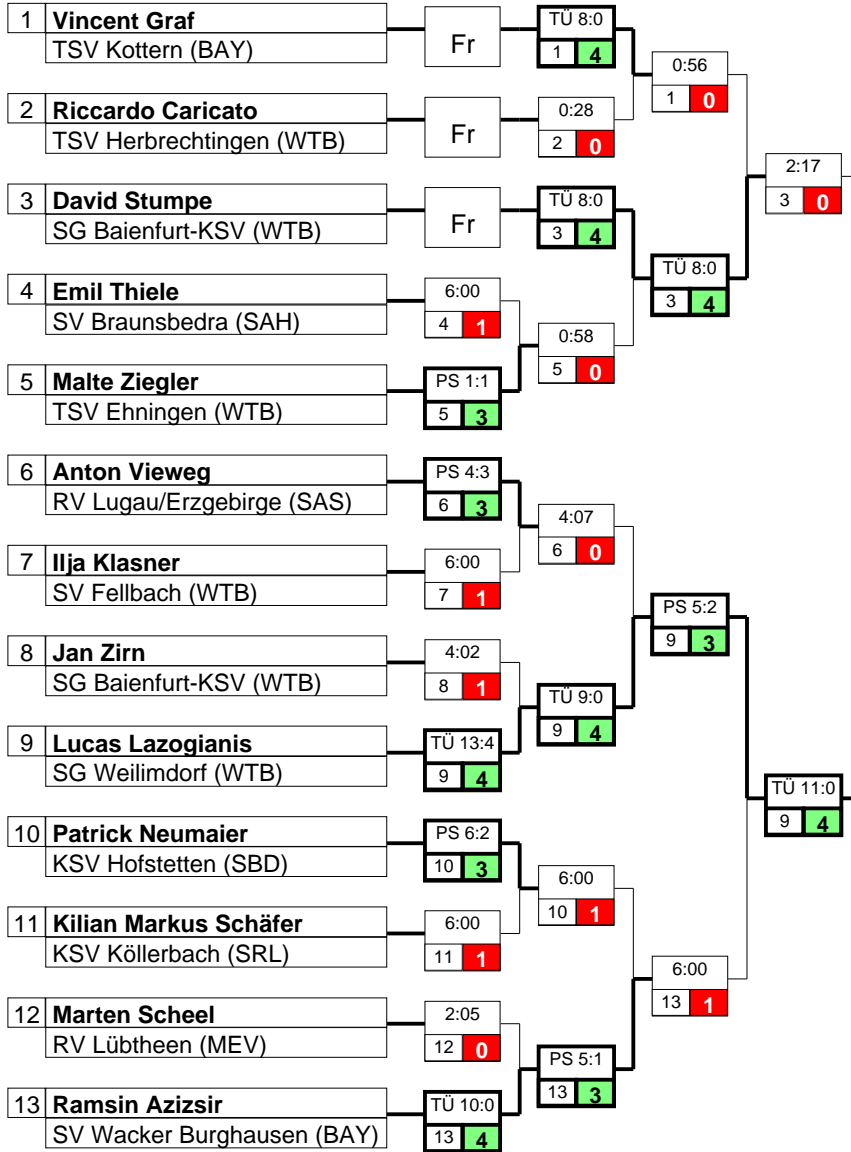 1 Vincent Graf
TSV Kottern (BAY)
Fr
TÜ 8:0
1 4
0:56
1 0
2 Riccardo Caricato
TSV Herbrechtingen (WTB)
Fr
0:28
2 0
2:17
3 0
3 David Stumpe
SG Baienfurt-KSV (WTB)
Fr
TÜ 8:0
3 4
TÜ 8:0
3 4
4 Emil Thiele
SV Braunsbedra (SAH)
6:00
4 1
0:58
5 0
5 Malte Ziegler
TSV Ehningen (WTB)
PS 1:1
5 3
6 Anton Vieweg
RV Lugau/Erzgebirge (SAS)
PS 4:3
6 3
4:07
6 0
7 Ilja Klasner
SV Fellbach (WTB)
6:00
7 1
PS 5:2
9 3
8 Jan Zirn
SG Baienfurt-KSV (WTB)
4:02
8 1
TÜ 9:0
9 4
9 Lucas Lazogianis
SG Weilimdorf (WTB)
TÜ 13:4
9 4
TÜ 11:0
9 4
10 Patrick Neumaier
KSV Hofstetten (SBD)
PS 6:2
10 3
6:00
10 1
11 Kilian Markus Schäfer
KSV Köllerbach (SRL)
6:00
11 1
6:00
13 1
12 Marten Scheel
RV Lübtheen (MEV)
2:05
12 0
PS 5:1
13 3
13 Ramsin Azizsir
SV Wacker Burghausen (BAY)
TÜ 10:0
13 4